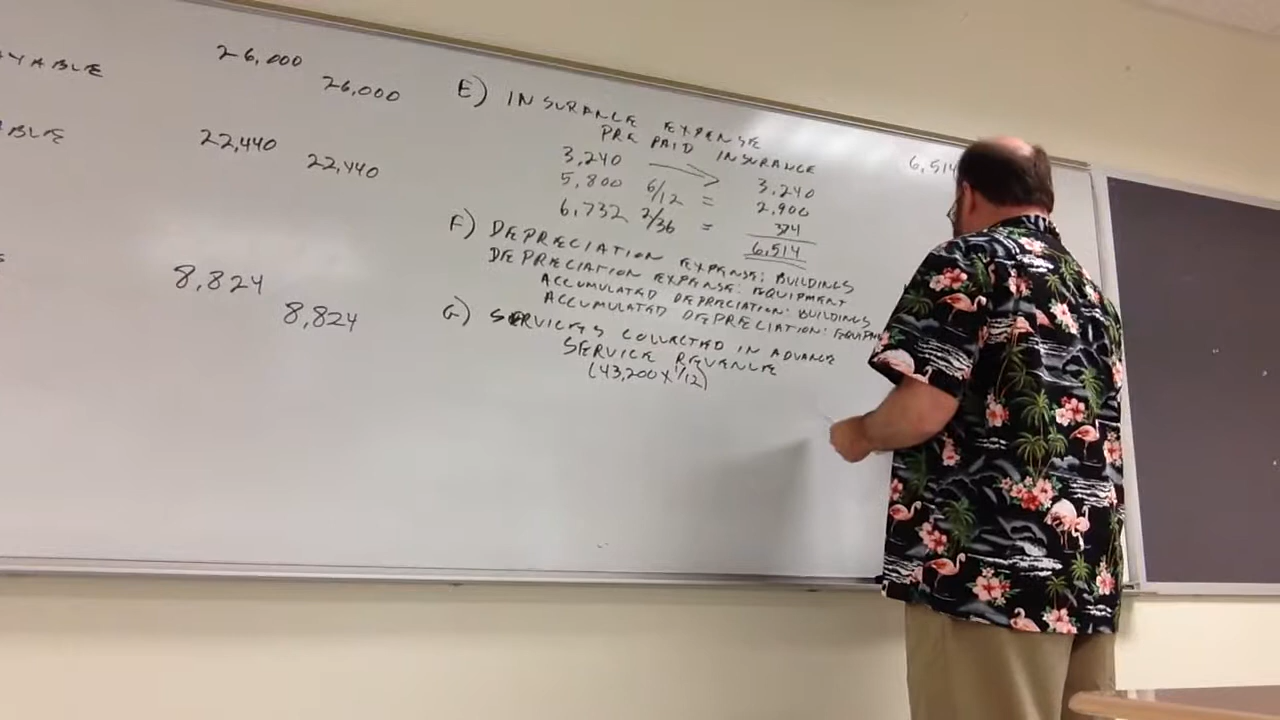 26,000
26,000
22,440
22,440
8,824
8,824
E) INSURANCE EXPENSE 6,514
PRE PAID INSURANCE
3,240 3,240
5,800 6/12 = 2,900
6,732 2/36 = 374
6,514
F) DEPRECIATION EXPENSE: BUILDINGS
DEPRECIATION EXPENSE: EQUIPMENT
ACCUMULATED DEPRECIATION: BUILDINGS
ACCUMULATED DEPRECIATION: EQUIPM
G) SERVICES COLLECTED IN ADVANCE
SERVICE REVENUE
(43,200 X 1/12)